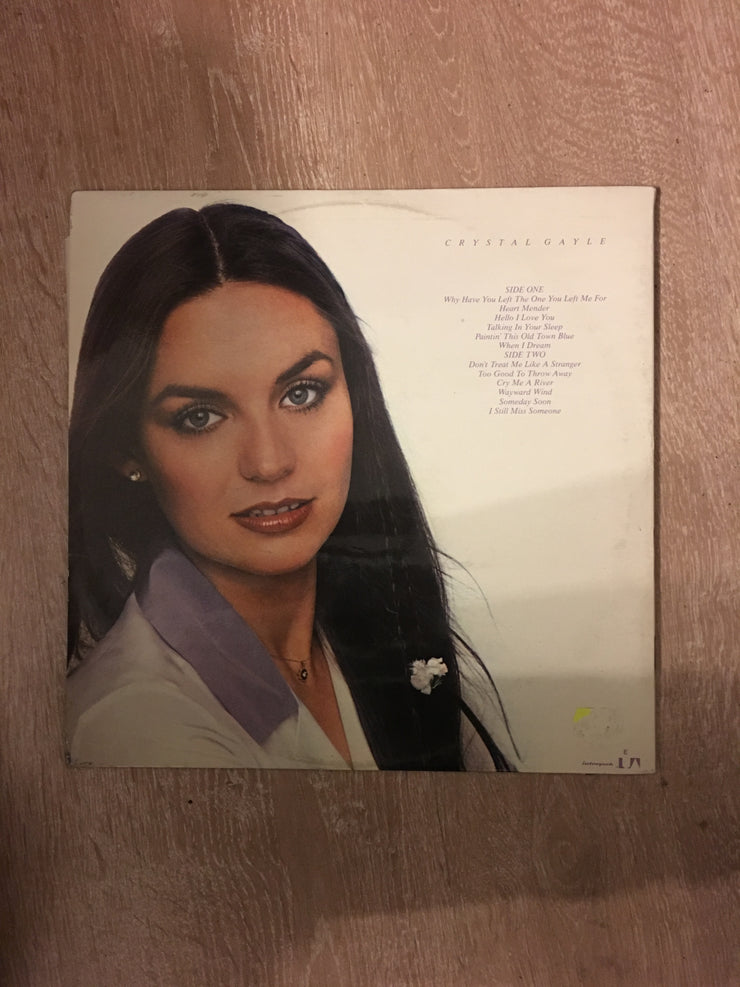 CRYSTAL GAYLE
SIDE ONE
Why Have You Left The One You Left Me For
Heart Mender
Hello I Love You
Talking In Your Sleep
Paintin' This Old Town Blue
When I Dream
SIDE TWO
Don't Treat Me Like A Stranger
Too Good To Throw Away
Cry Me A River
Wayward Wind
Someday Soon
I Still Miss Someone